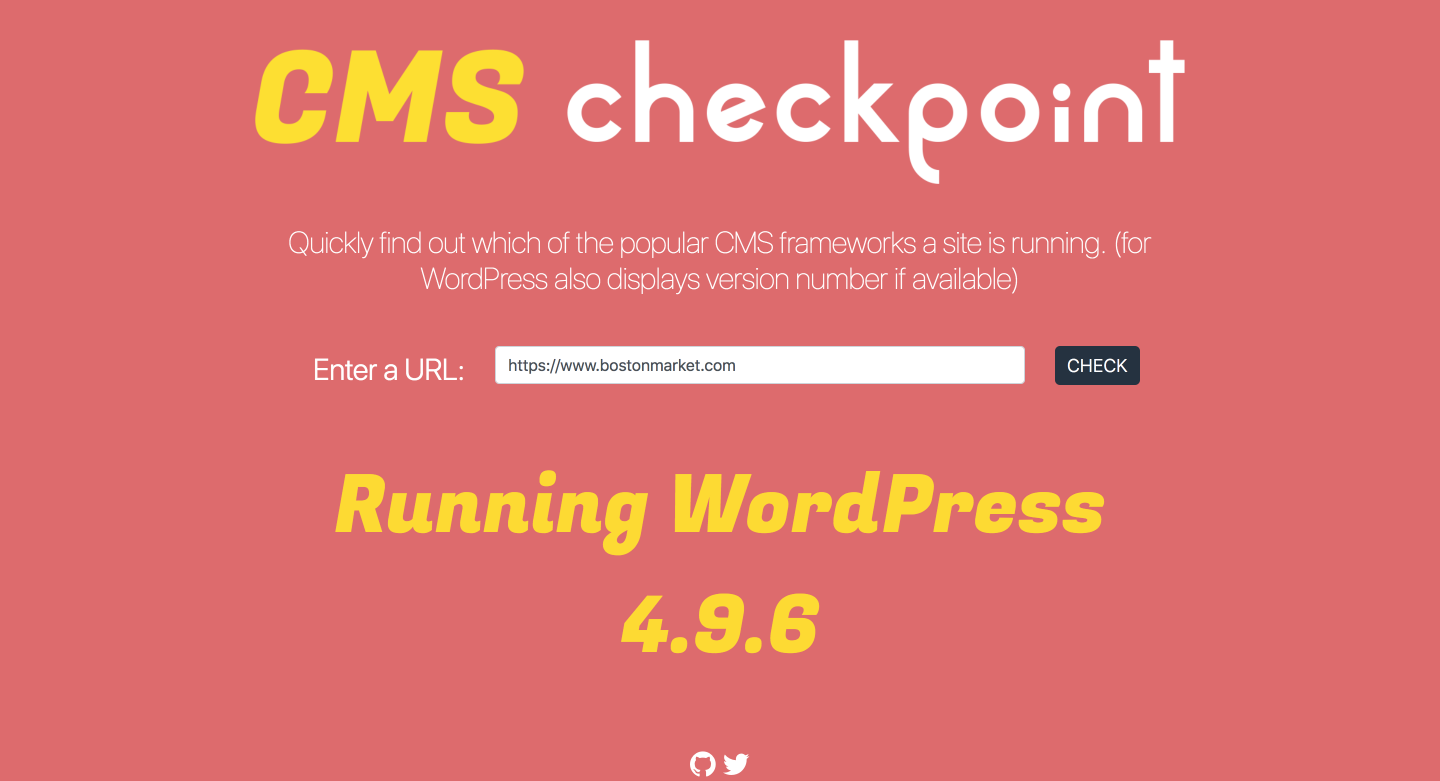 CMS checkpoint
Quickly find out which of the popular CMS frameworks a site is running. (for
WordPress also displays version number if available)
Enter a URL: https://www.bostonmarket.com CHECK
Running WordPress
4.9.6